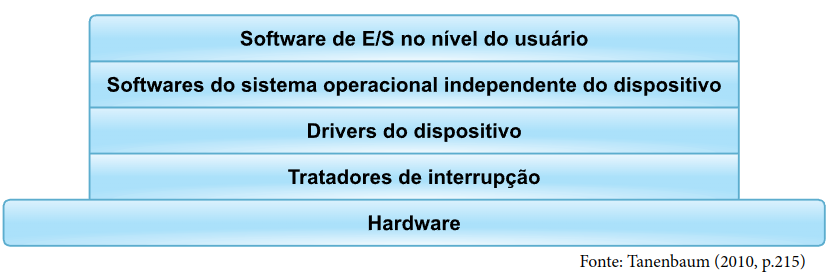 Software de E/S no nível do usuário
Softwares do sistema operacional independente do dispositivo
Drivers do dispositivo
Tratadores de interrupção
Hardware
Fonte: Tanenbaum (2010, p.215)